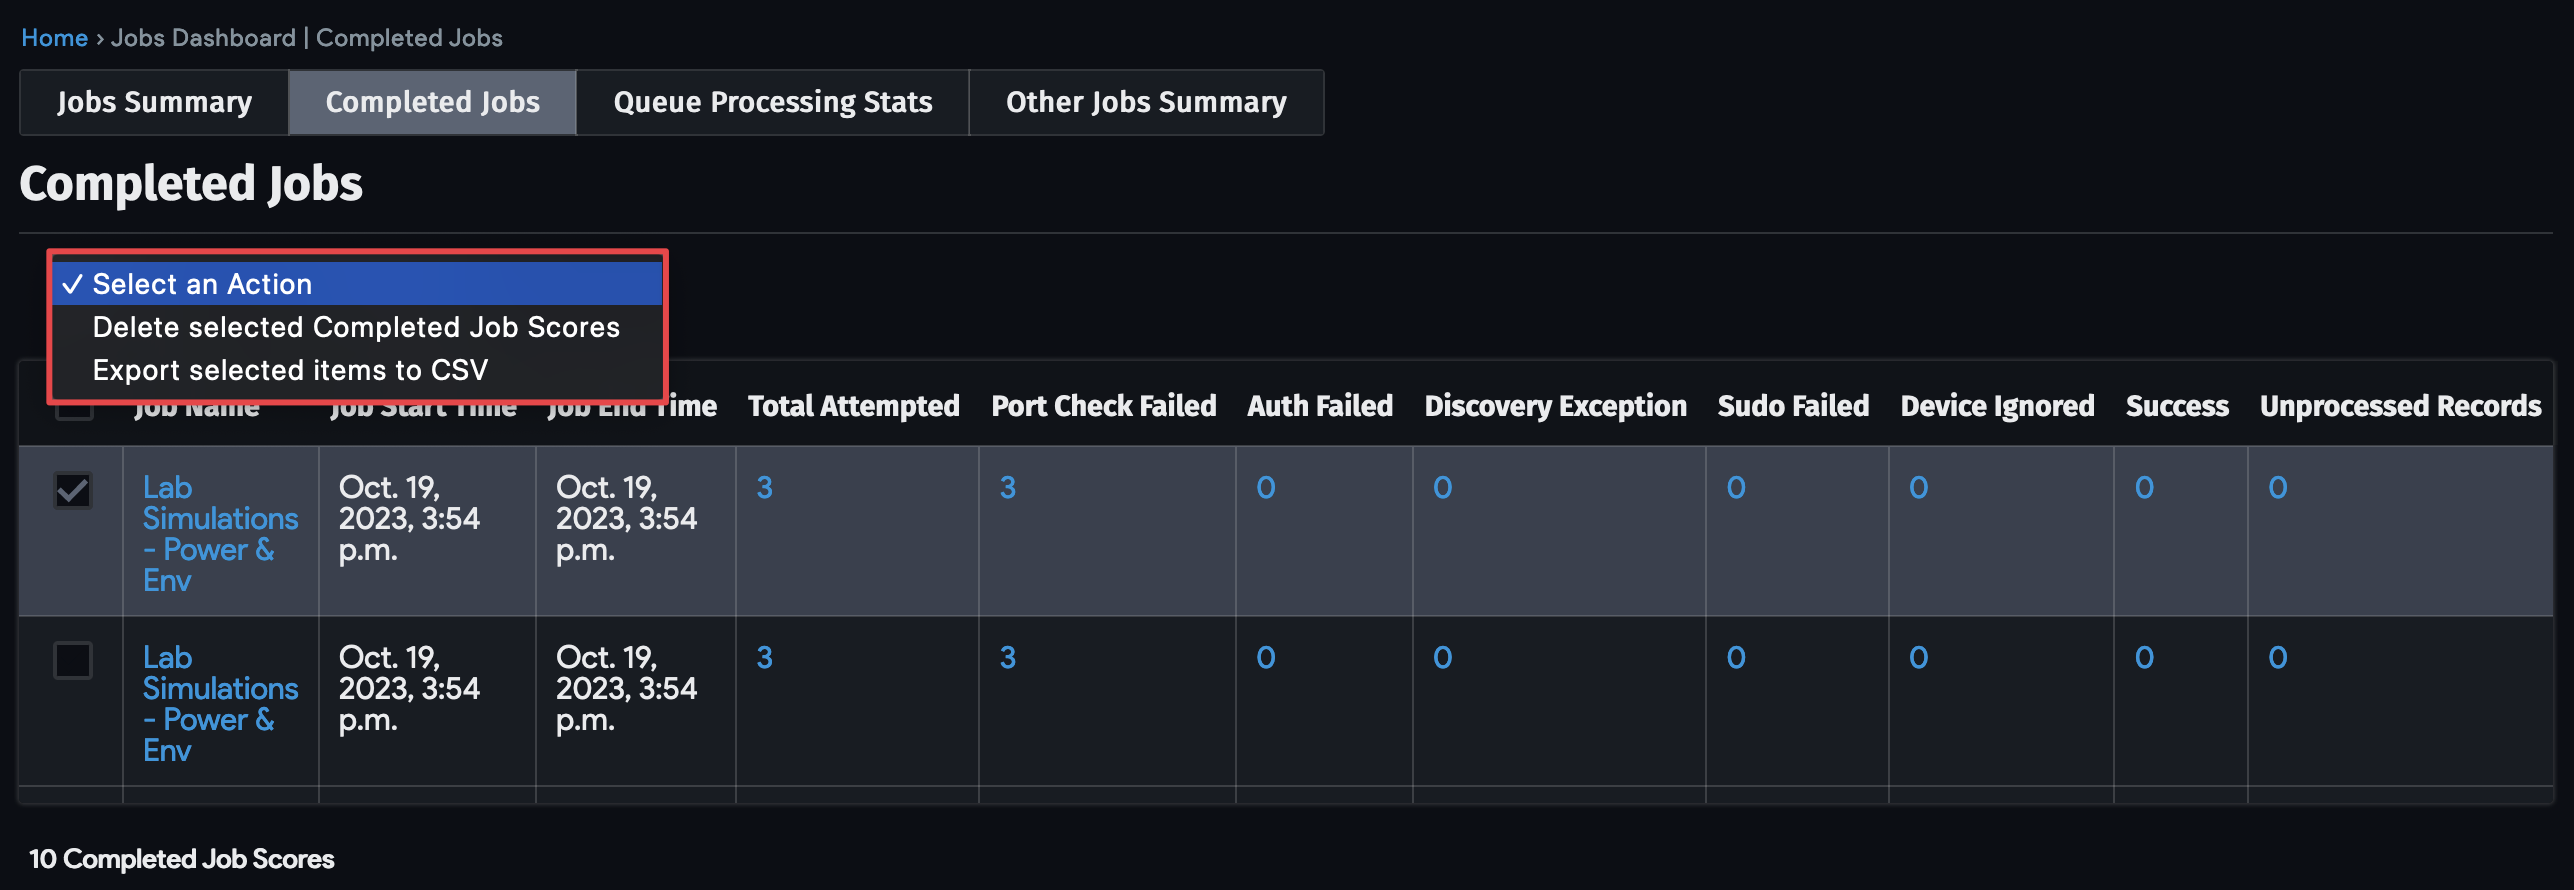 Home › Jobs Dashboard | Completed Jobs
Jobs Summary
Completed Jobs
Queue Processing Stats
Other Jobs Summary
Completed Jobs
✓ Select an Action
Delete selected Completed Job Scores
Export selected items to CSV
Job Name
Job Start Time
Job End Time
Total Attempted
Port Check Failed
Auth Failed
Discovery Exception
Sudo Failed
Device Ignored
Success
Unprocessed Records
Lab
Simulations
- Power &
Env
Oct. 19,
2023, 3:54
p.m.
Oct. 19,
2023, 3:54
p.m.
3
3
0
0
0
0
0
0
Lab
Simulations
- Power &
Env
Oct. 19,
2023, 3:54
p.m.
Oct. 19,
2023, 3:54
p.m.
3
3
0
0
0
0
0
0
10 Completed Job Scores